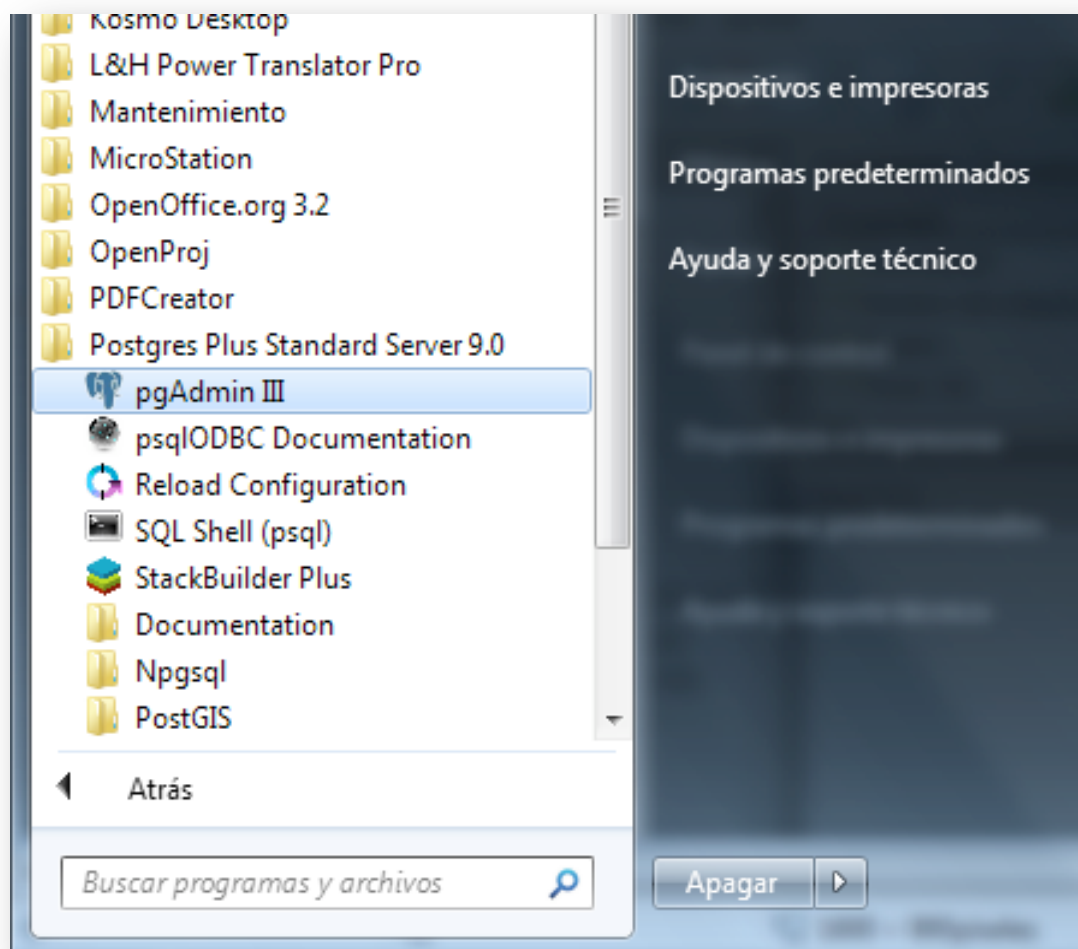 Kosmo Desktop
L&H Power Translator Pro
Mantenimiento
MicroStation
OpenOffice.org 3.2
OpenProj
PDFCreator
Postgres Plus Standard Server 9.0
pgAdmin III
psqlODBC Documentation
Reload Configuration
SQL Shell (psql)
StackBuilder Plus
Documentation
Npgsql
PostGIS
Atrás
Buscar programas y archivos
Dispositivos e impresoras
Programas predeterminados
Ayuda y soporte técnico
Apagar